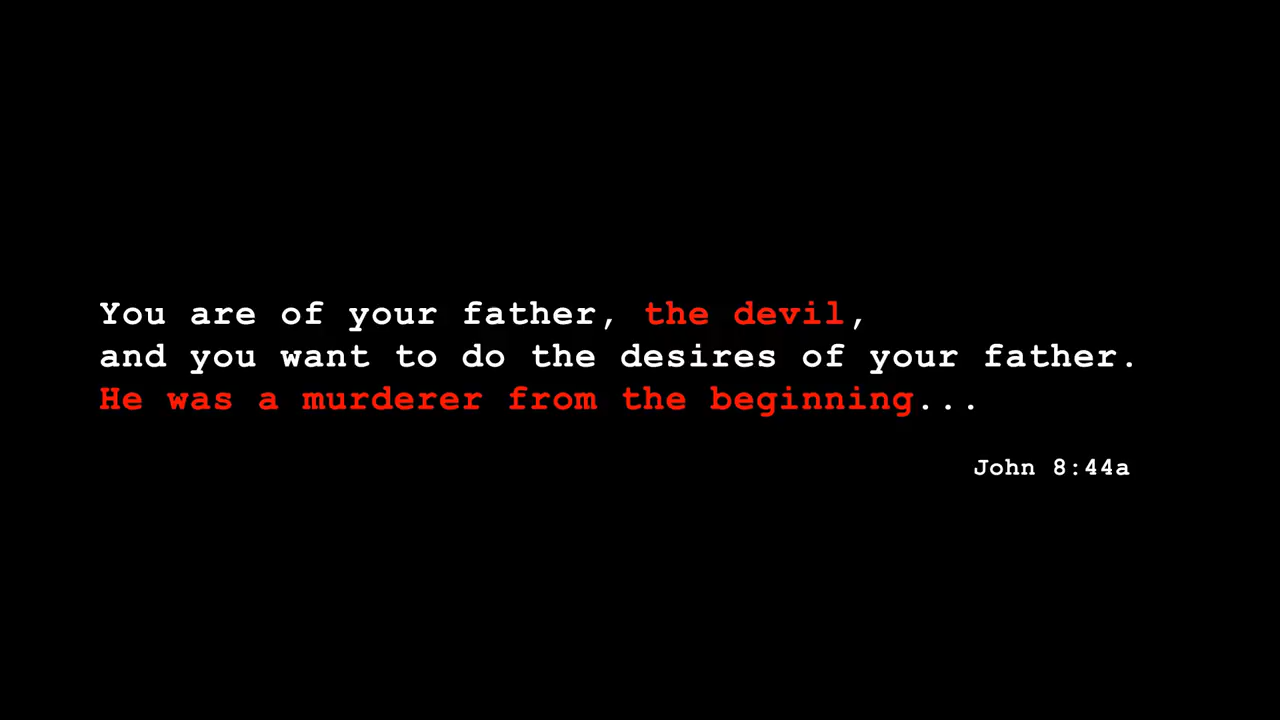 You are of your father, the devil,
and you want to do the desires of your father.
He was a murderer from the beginning...
John 8:44a